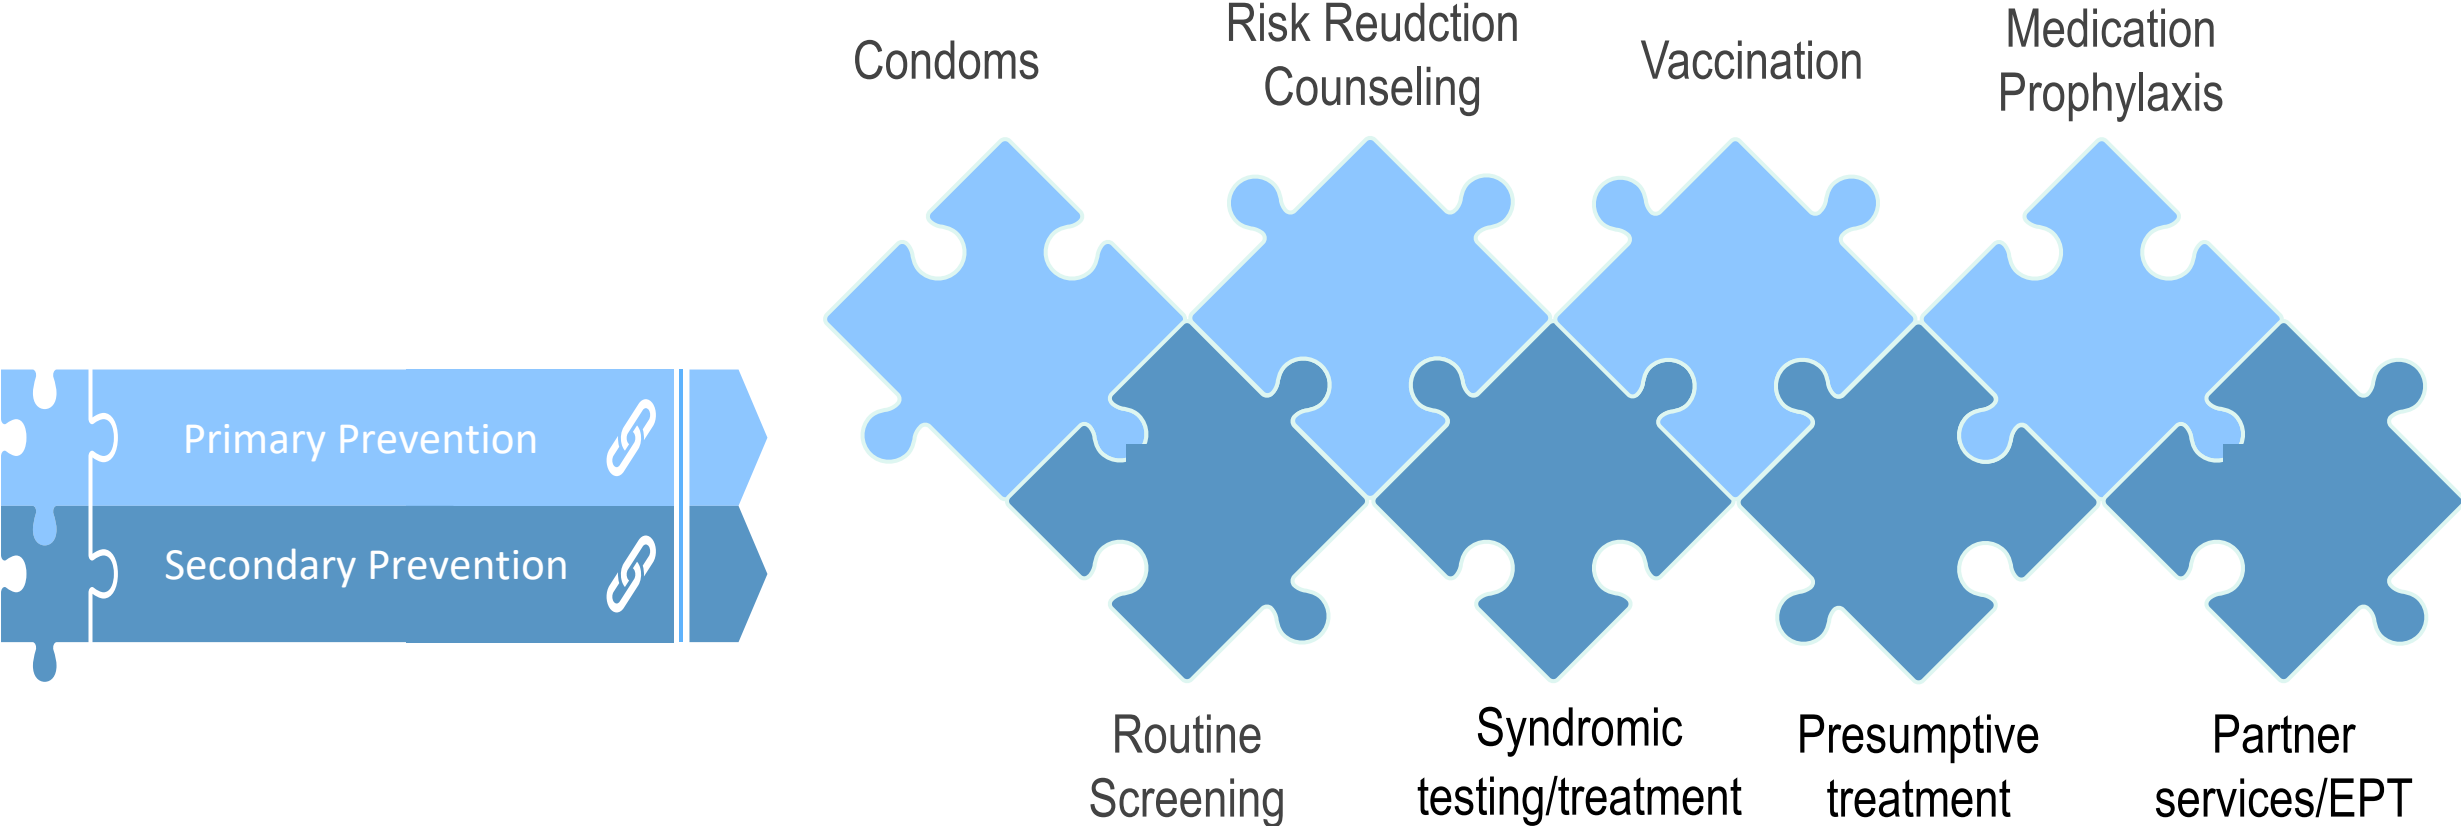 Condoms
Risk Reudction
Counseling
Vaccination
Medication
Prophylaxis
Primary Prevention
Secondary Prevention
Routine
Screening
Syndromic
testing/treatment
Presumptive
treatment
Partner
services/EPT